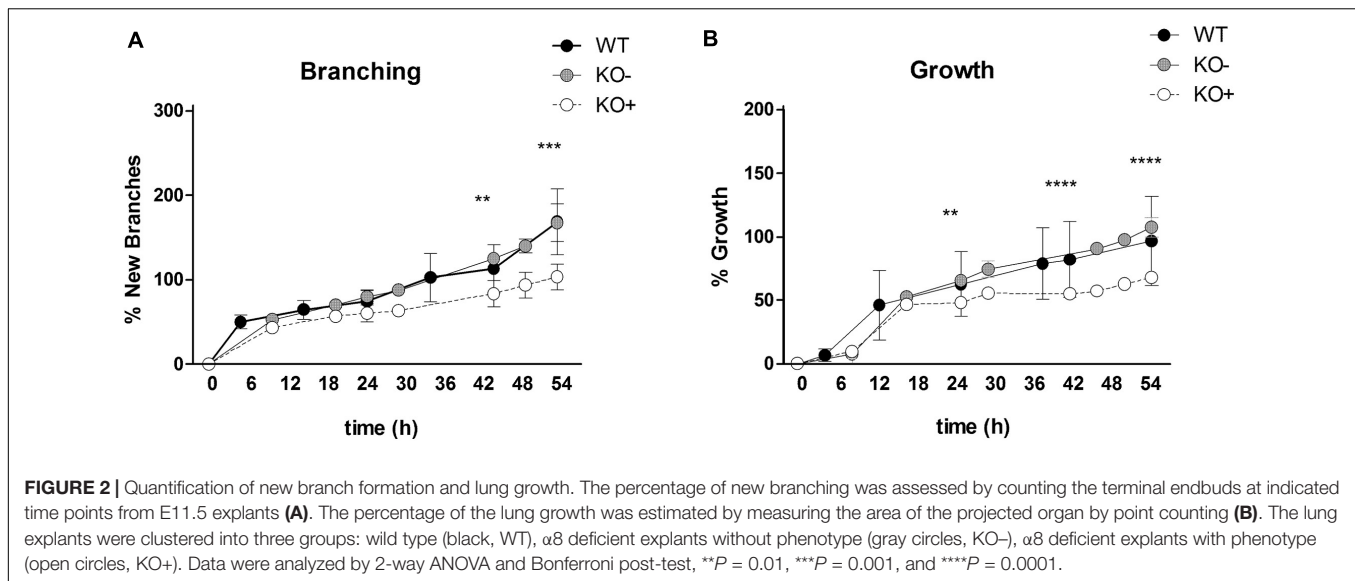 A
WT
KO-
KO+
Branching
% New Branches
300
200
100
0
**
***
0 6 12 18 24 30 36 42 48 54
time (h)
B
WT
KO-
KO+
Growth
% Growth
200
150
100
50
0
**
****
****
0 6 12 18 24 30 36 42 48 54
time (h)
FIGURE 2 | Quantification of new branch formation and lung growth. The percentage of new branching was assessed by counting the terminal endbuds at indicated
time points from E11.5 explants (A). The percentage of the lung growth was estimated by measuring the area of the projected organ by point counting (B). The lung
explants were clustered into three groups: wild type (black, WT), α8 deficient explants without phenotype (gray circles, KO–), α8 deficient explants with phenotype
(open circles, KO+). Data were analyzed by 2-way ANOVA and Bonferroni post-test, **P = 0.01, ***P = 0.001, and ****P = 0.0001.